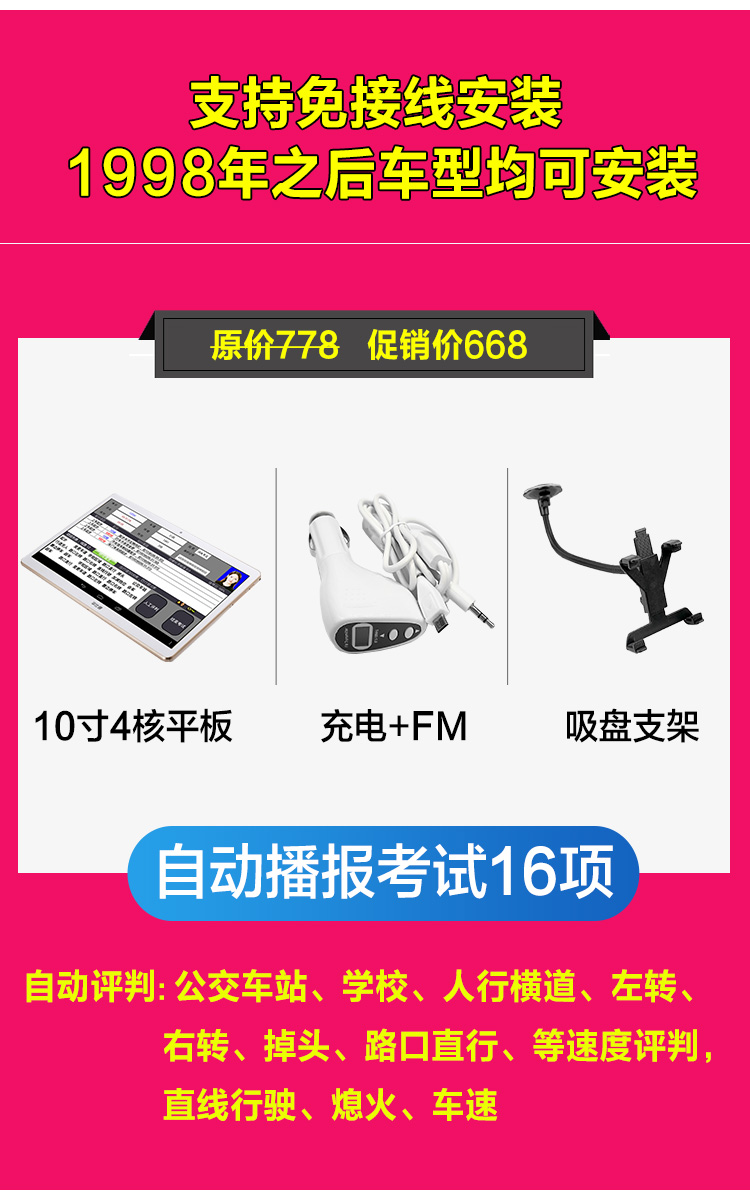 支持免接线安装
1998年之后车型均可安装
原价778 促销价668
10寸4核平板
充电+FM
吸盘支架
自动播报考试16项
自动评判: 公交车站、学校、人行横道、左转、
右转、掉头、路口直行、等速度评判，
直线行驶、熄火、车速